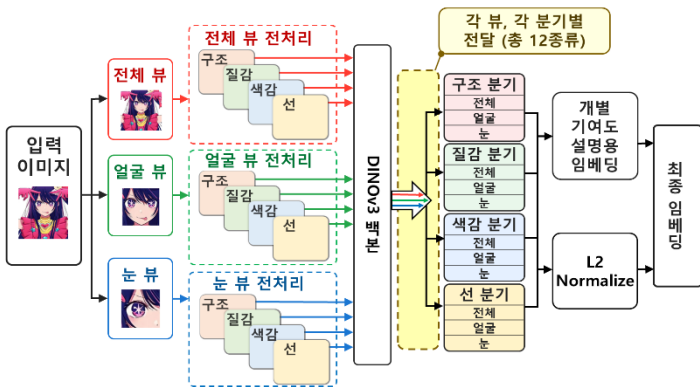 입력
이미지
전체 뷰
얼굴 뷰
눈 뷰
전체 뷰 전처리
구조
질감
색감
선
얼굴 뷰 전처리
구조
질감
색감
선
눈 뷰 전처리
구조
질감
색감
선
DINOv3 백본
각 뷰, 각 분기별
전달 (총 12종류)
구조 분기
전체
얼굴
눈
질감 분기
전체
얼굴
눈
색감 분기
전체
얼굴
눈
선 분기
전체
얼굴
눈
개별
기여도
설명용
임베딩
L2
Normalize
최종 임베딩